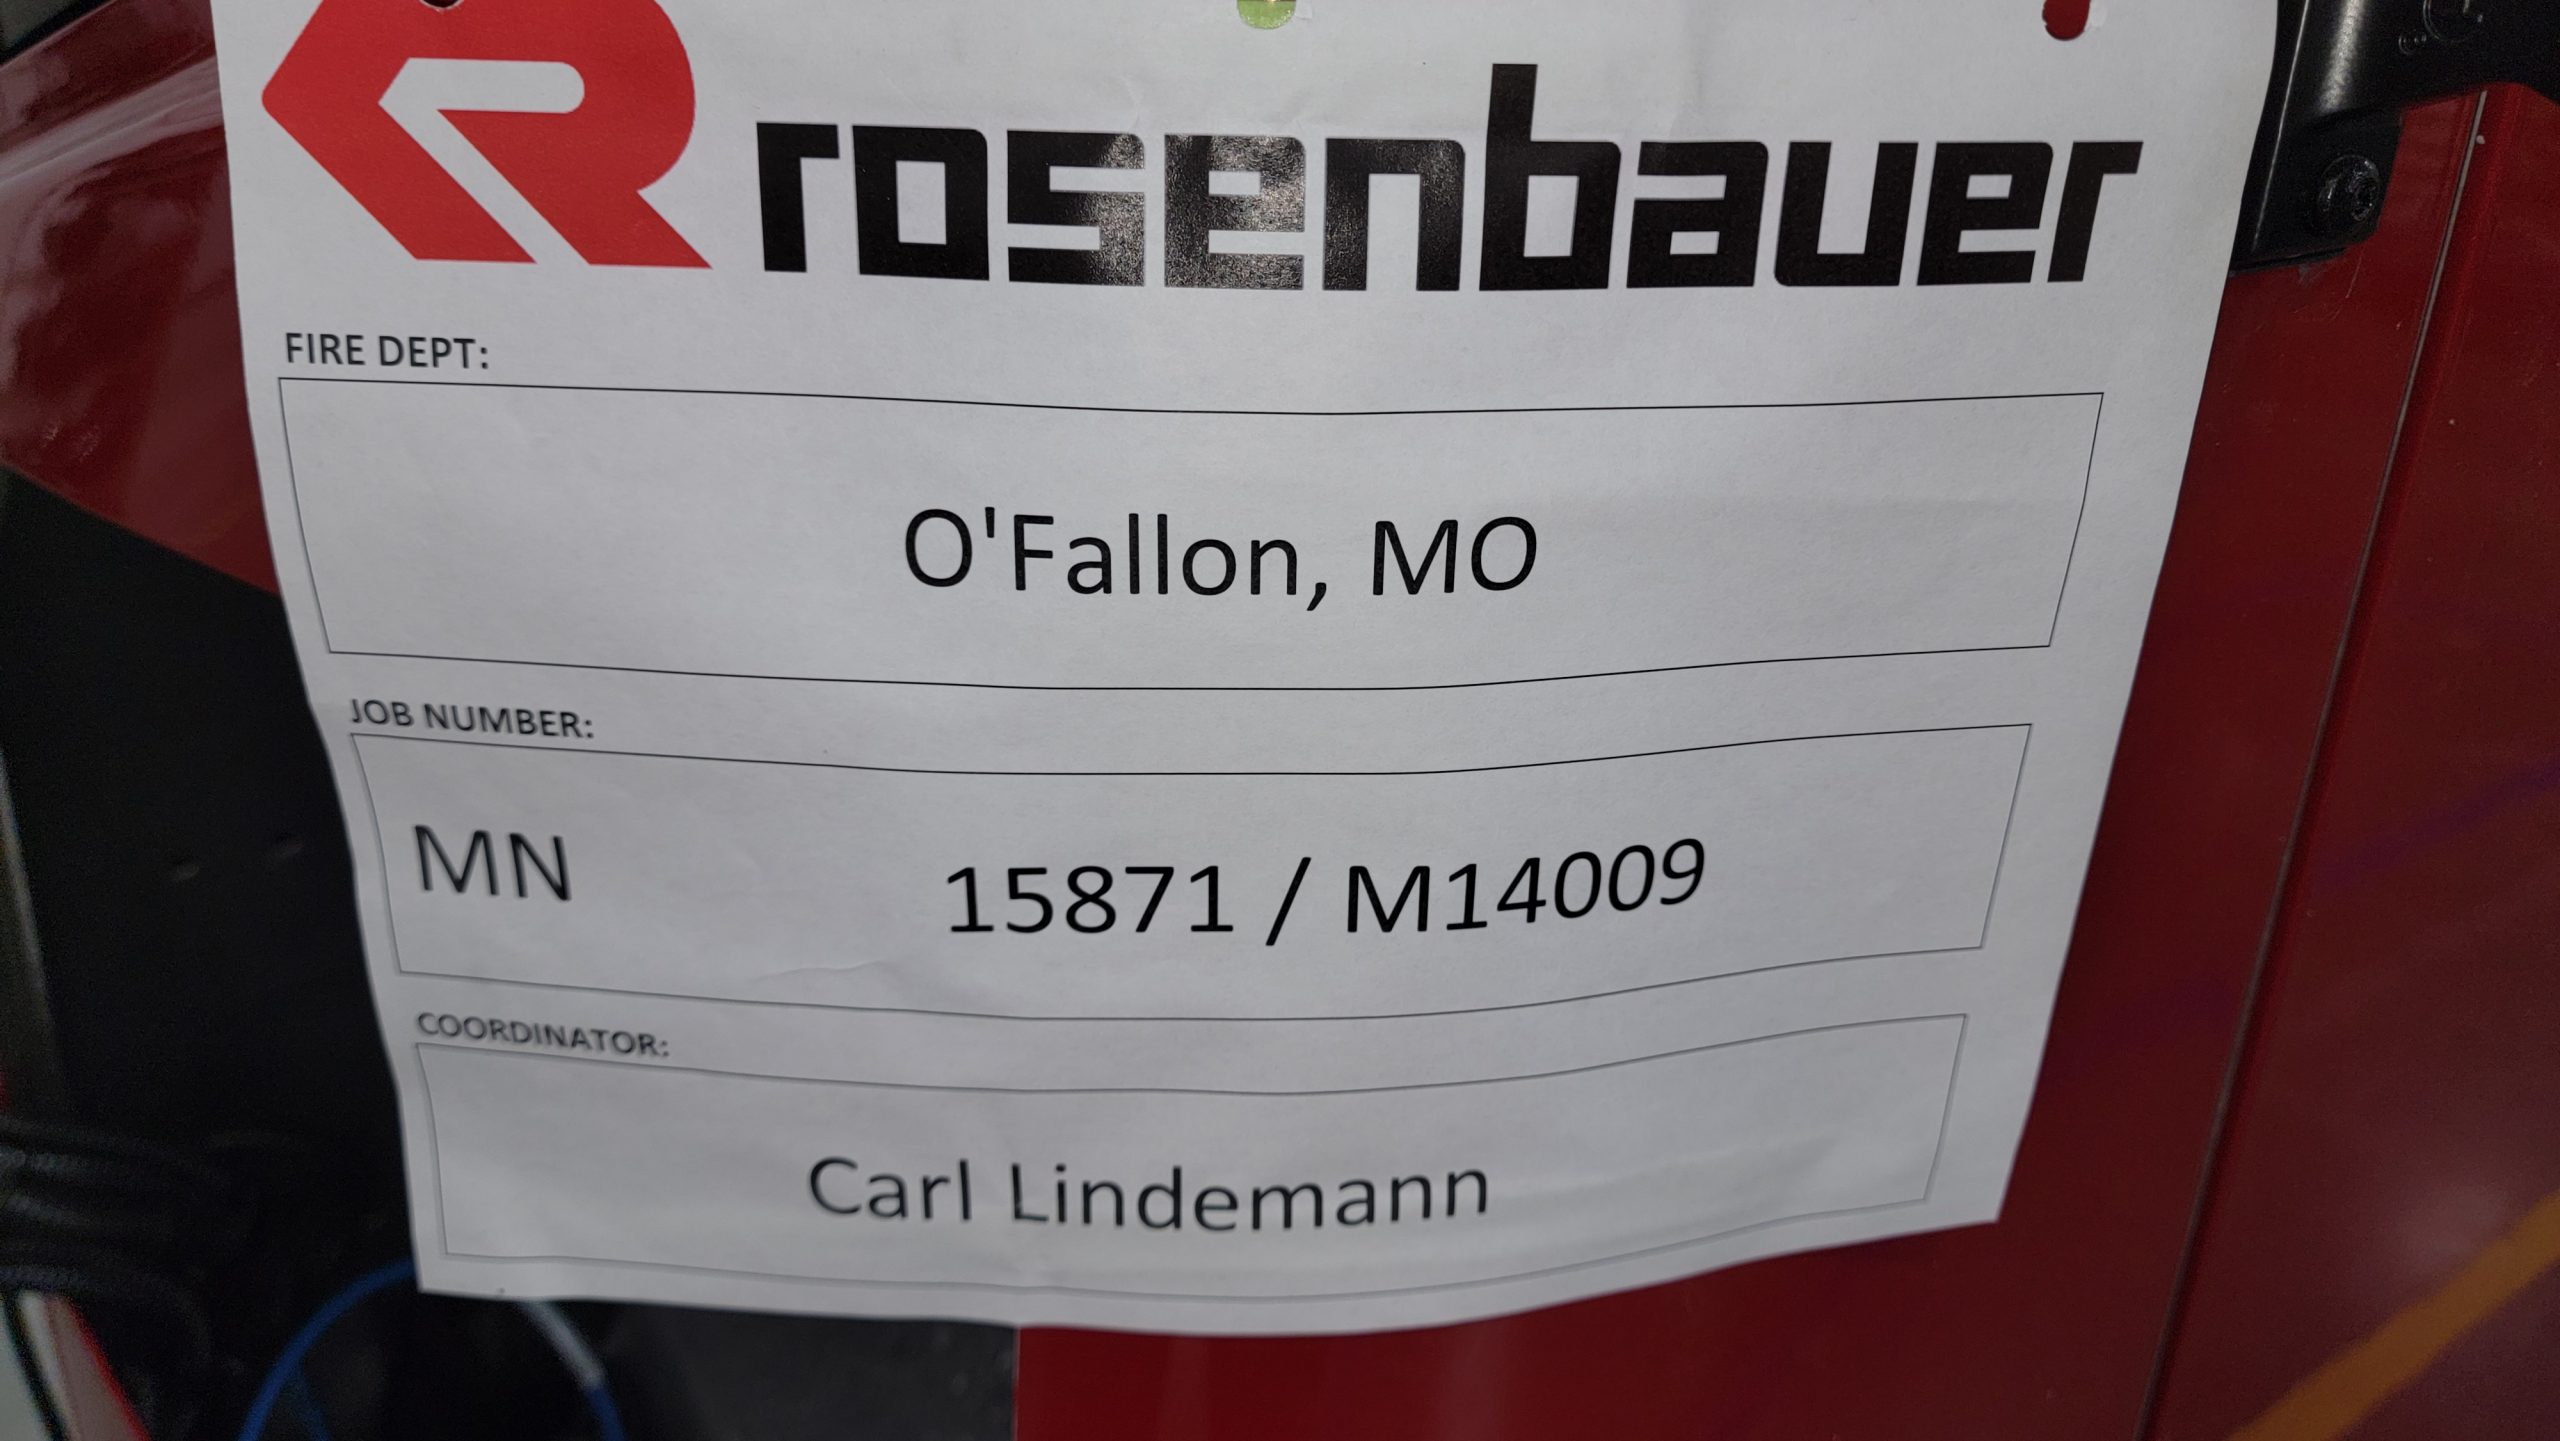 rosenbauer
FIRE DEPT:
O'Fallon, MO
JOB NUMBER:
MN 15871 / M14009
COORDINATOR:
Carl Lindemann